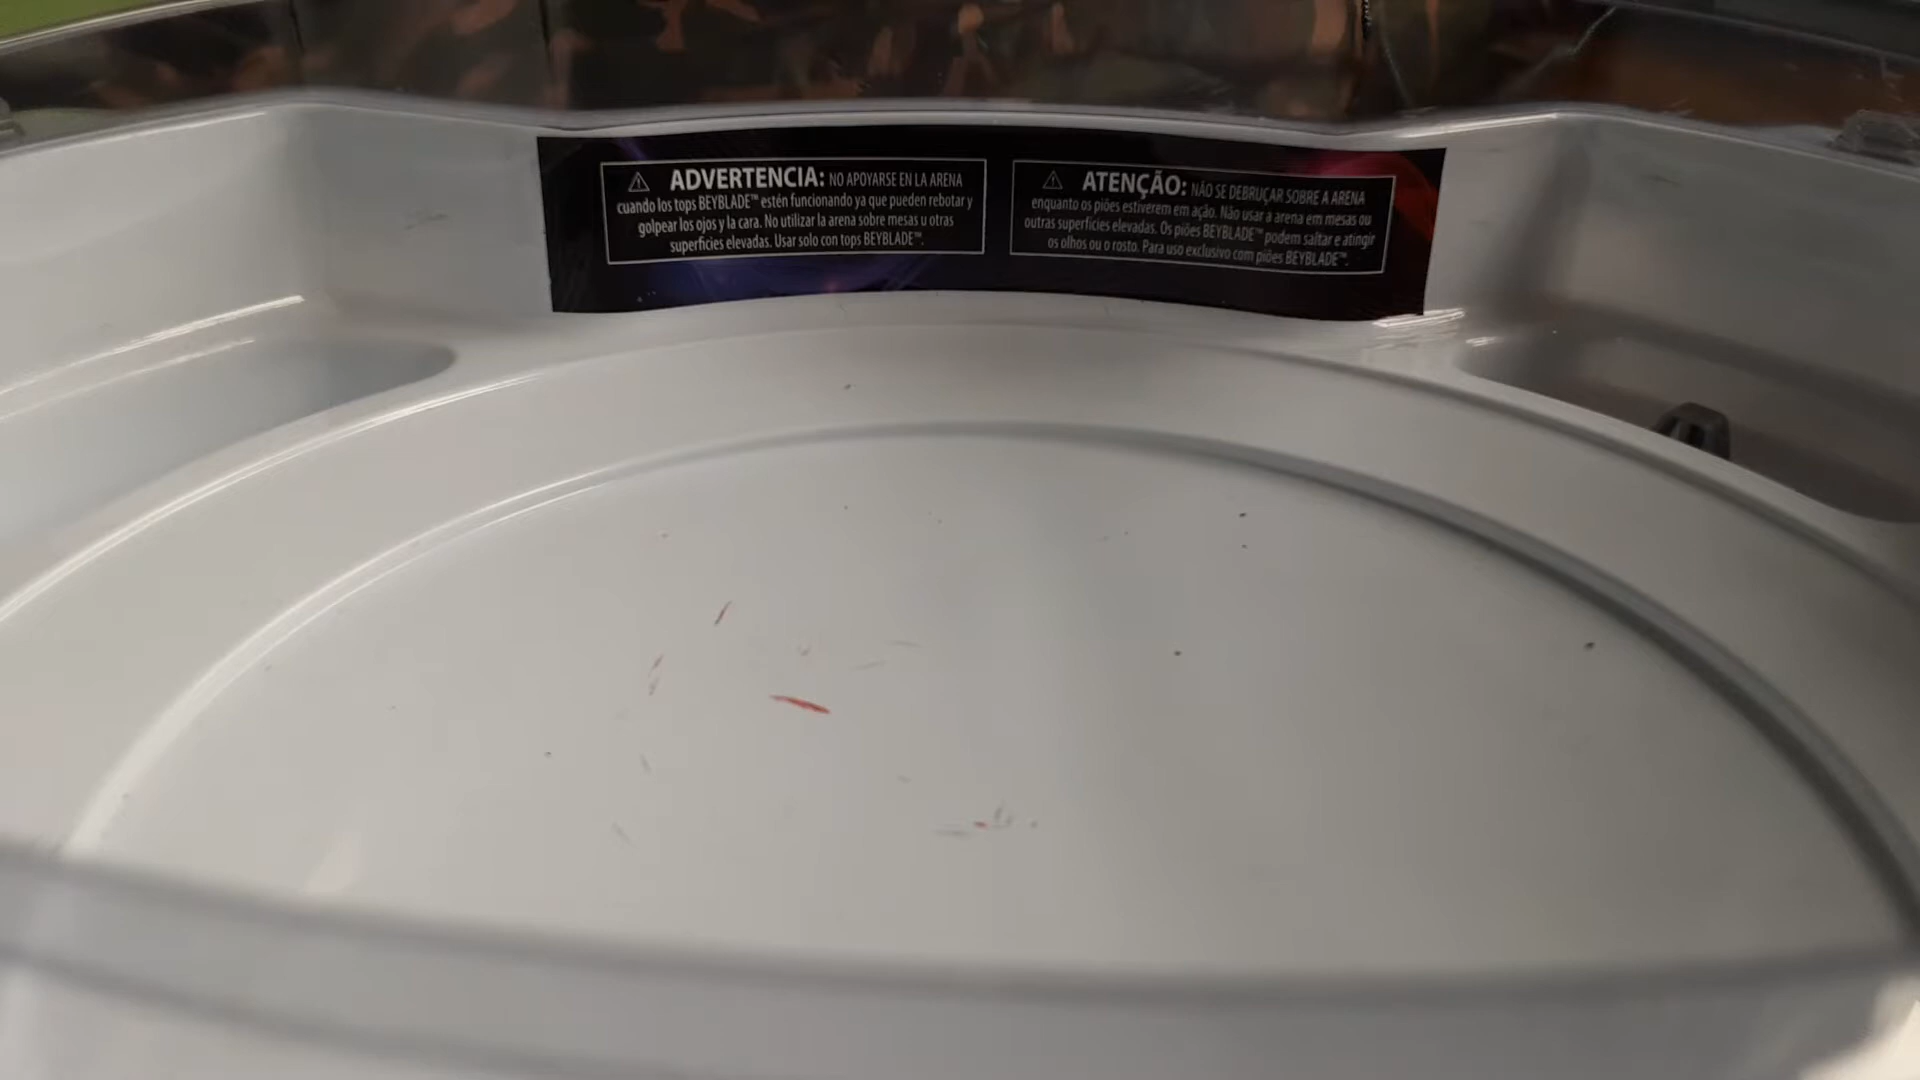 ADVERTENCIA: NO APOYARSE EN LA ARENA
cuando los tops BEYBLADE™ estén funcionando ya que pueden rebotar y
golpear los ojos y la cara. No utilizar la arena sobre mesas u otras
superficies elevadas. Usar solo con tops BEYBLADE™.
ATENÇÃO: NÃO SE DEBRUÇAR SOBRE A ARENA
enquanto os piões estiverem em ação. Não usar a arena em mesas ou
outras superfícies elevadas. Os piões BEYBLADE™ podem saltar e atingir
os olhos ou o rosto. Para uso exclusivo com piões BEYBLADE™.